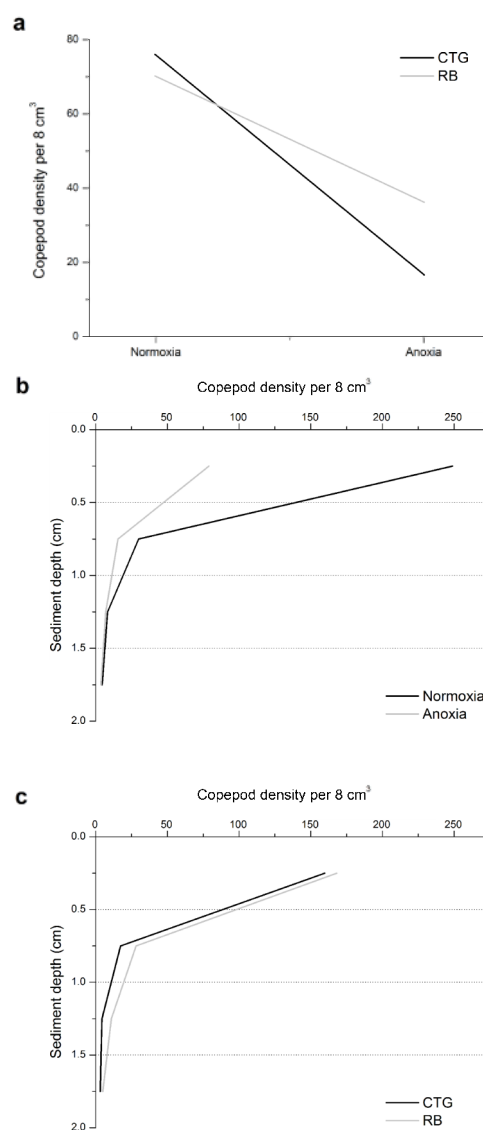 a
80
60
40
20
0
Copepod density per 8 cm³
CTG
RB
Normoxia
Anoxia
b
Copepod density per 8 cm³
0 50 100 150 200 250
0.0
0.5
1.0
1.5
2.0
Sediment depth (cm)
Normoxia
Anoxia
c
Copepod density per 8 cm³
0 50 100 150 200 250
0.0
0.5
1.0
1.5
2.0
Sediment depth (cm)
CTG
RB